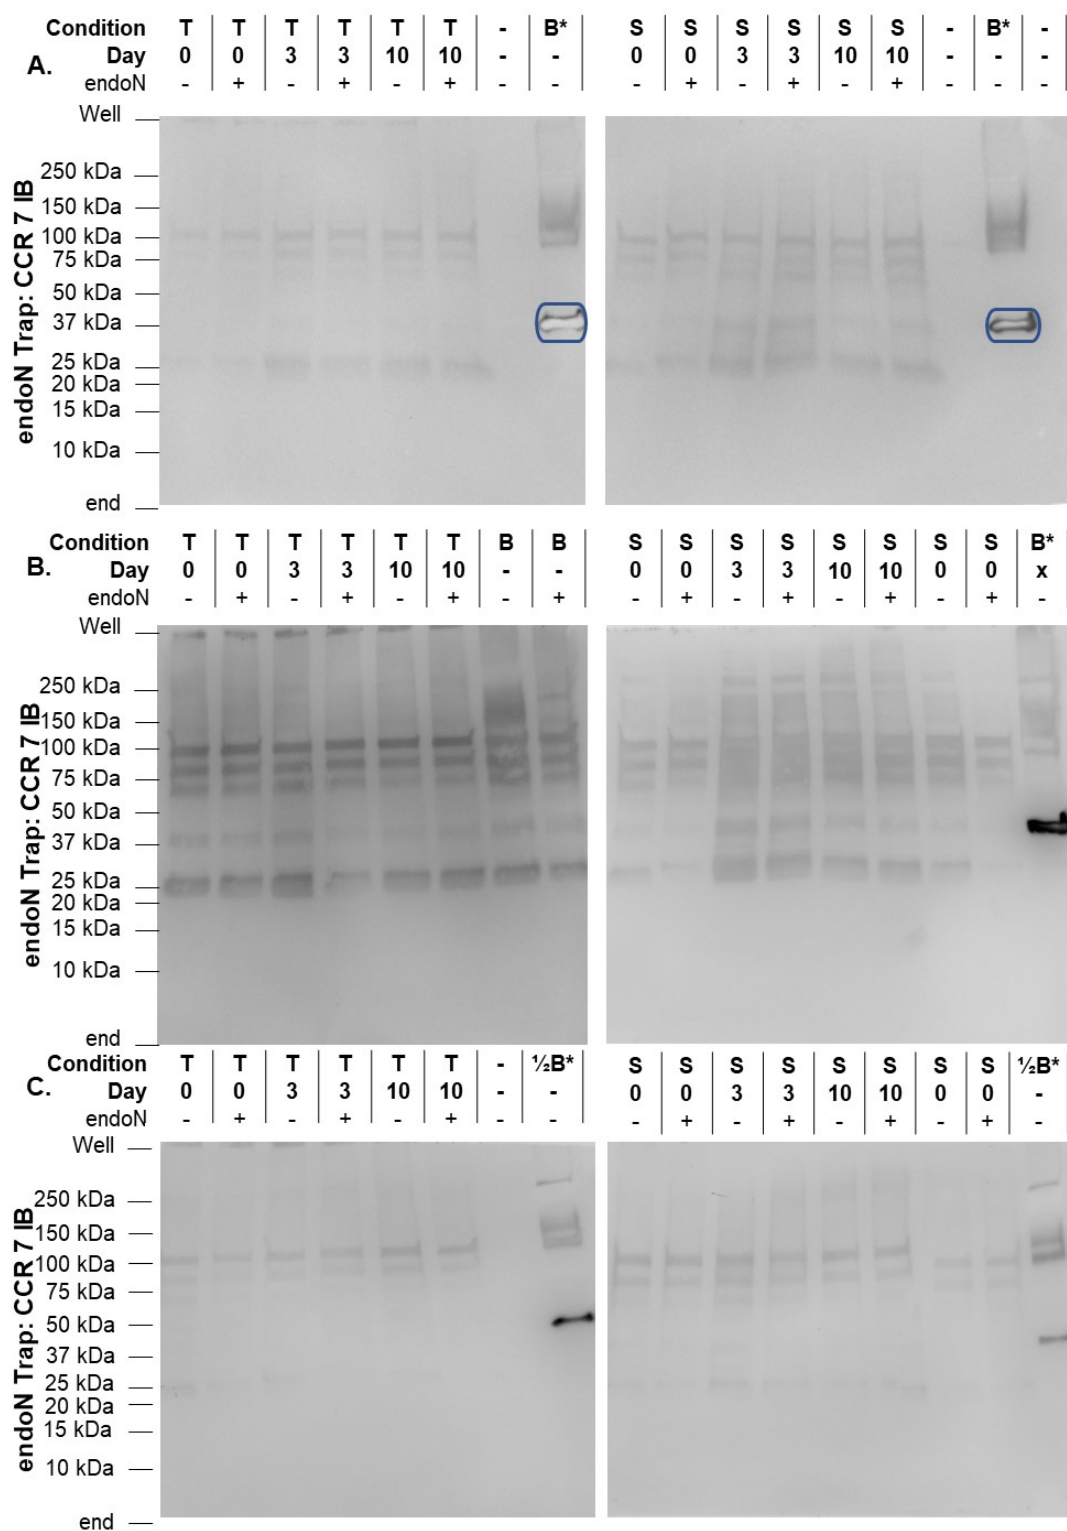 Condition T T T T T T - B* S S S S S S - B* -
A. Day 0 0 3 3 10 10 - - 0 0 3 3 10 10 - - -
endoN - + - + - + - - - + - + - + - - -
Well
250 kDa
150 kDa
100 kDa
75 kDa
50 kDa
37 kDa
25 kDa
20 kDa
15 kDa
10 kDa
end
endoN Trap: CCR 7 IB
Condition T T T T T T B B S S S S S S S S B*
B. Day 0 0 3 3 10 10 - - 0 0 3 3 10 10 0 0 x
endoN - + - + - + - + - + - + - + - + -
Well
250 kDa
150 kDa
100 kDa
75 kDa
50 kDa
37 kDa
25 kDa
20 kDa
15 kDa
10 kDa
end
endoN Trap: CCR 7 IB
Condition T T T T T T - ½B* S S S S S S S S ½B*
C. Day 0 0 3 3 10 10 - - 0 0 3 3 10 10 0 0 -
endoN - + - + - + - - - + - + - + - + -
Well
250 kDa
150 kDa
100 kDa
75 kDa
50 kDa
37 kDa
25 kDa
20 kDa
15 kDa
10 kDa
end
endoN Trap: CCR 7 IB